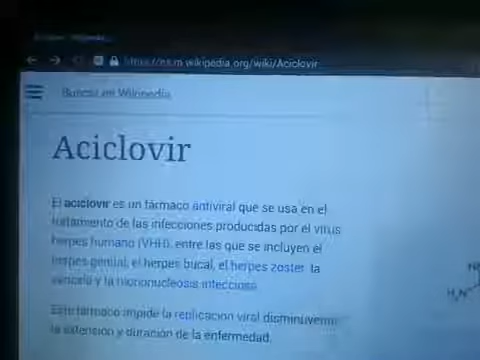 https://es.m.wikipedia.org/wiki/Aciclovir
Buscar en Wikipedia
Aciclovir
El aciclovir es un fármaco antiviral que se usa en el
tratamiento de las infecciones producidas por el virus
herpes humano (VHH), entre las que se incluyen el
herpes genital, el herpes bucal, el herpes zoster, la
varicela y la mononucleosis infecciosa.
Este fármaco impide la replicación viral disminuyendo
la extensión y duración de la enfermedad.
H₂N